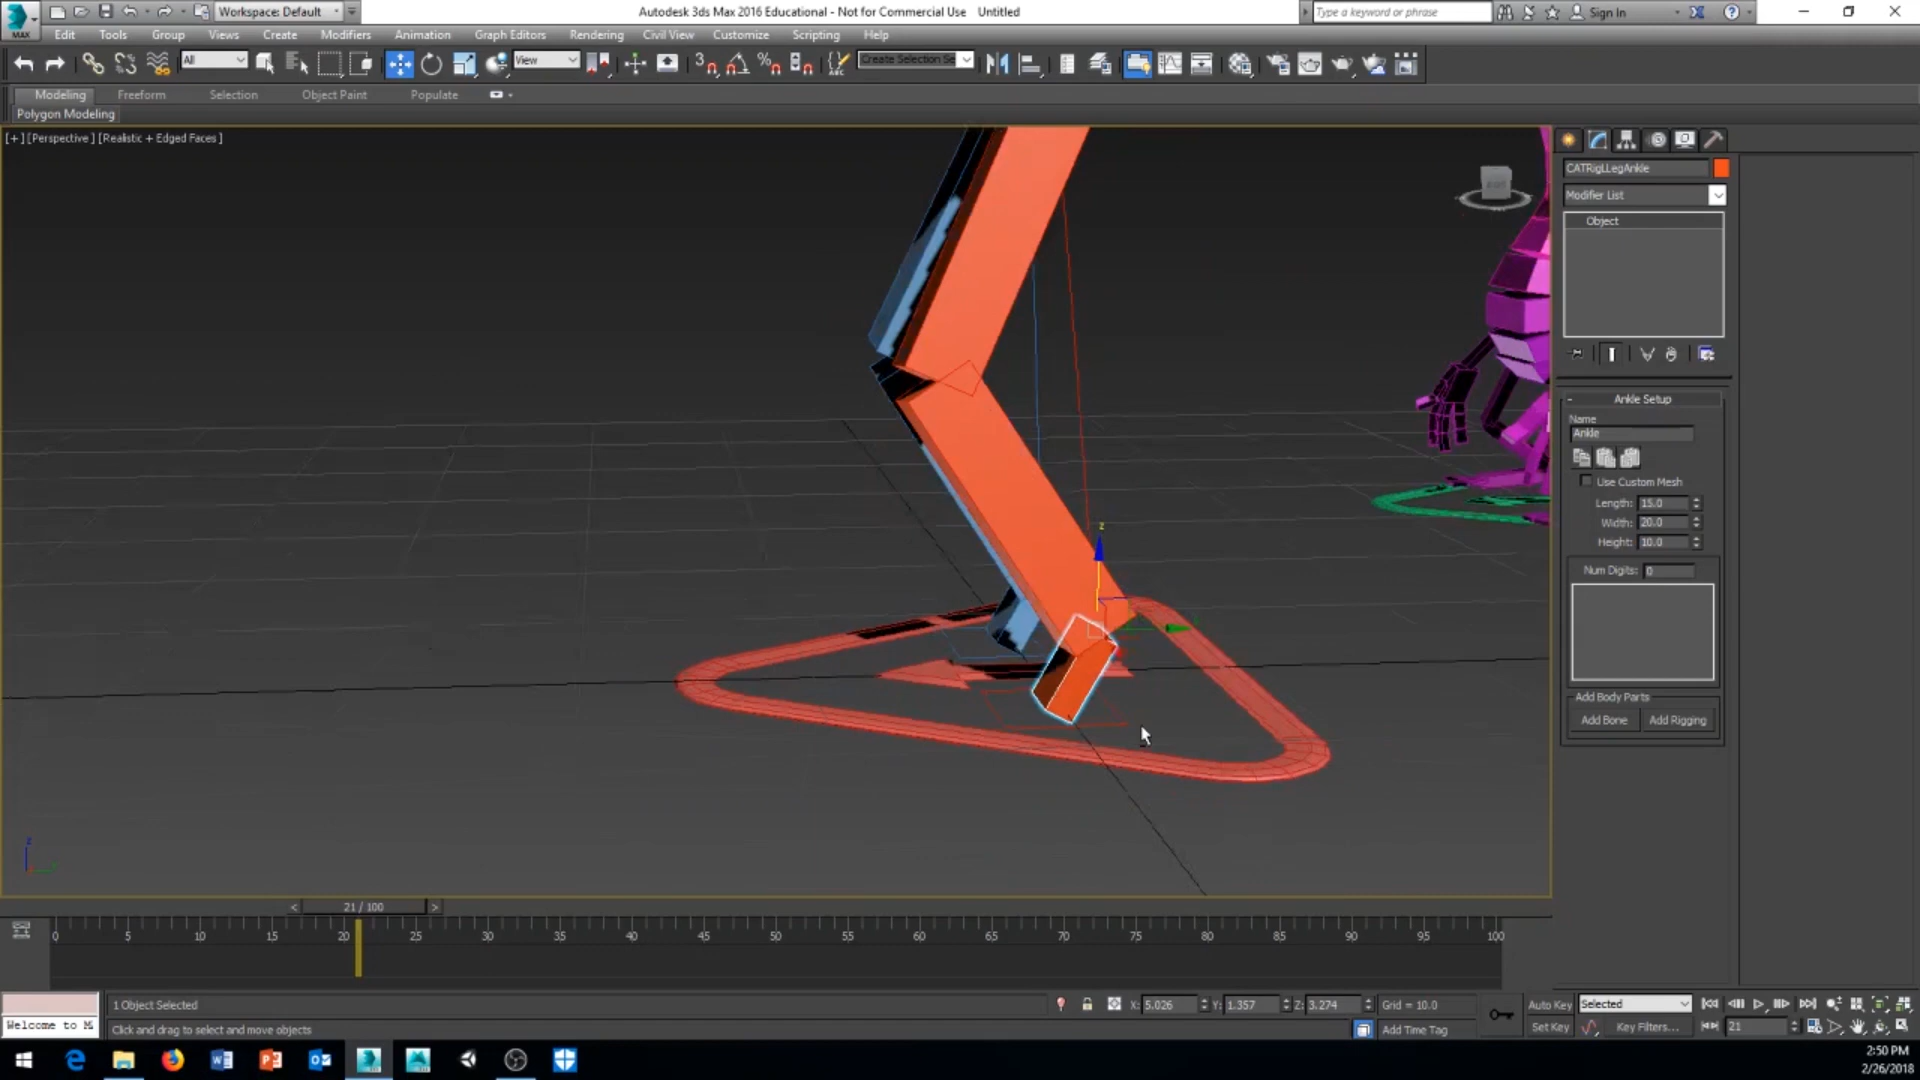 Workspace: Default
Autodesk 3ds Max 2016 Educational - Not for Commercial Use   Untitled
Type a keyword or phrase
Sign In
MAX
Edit Tools Group Views Create Modifiers Animation Graph Editors Rendering Civil View Customize Scripting Help
All
View
Create Selection Se
Modeling Freeform Selection Object Paint Populate
Polygon Modeling
[+] [Perspective] [Realistic + Edged Faces]
CATRigLLegAnkle
Modifier List
Object
Ankle Setup
Name
Ankle
Use Custom Mesh
Length: 15.0
Width: 20.0
Height: 10.0
Num Digits: 0
Add Body Parts
Add Bone Add Rigging
z
z
< 21 / 100 >
0 5 10 15 20 25 30 35 40 45 50 55 60 65 70 75 80 85 90 95 100
1 Object Selected
X: 5.026 Y: 1.357 Z: 3.274 Grid = 10.0
Auto Key Selected
Welcome to M
Click and drag to select and move objects
Add Time Tag
Set Key Key Filters... 21
2:50 PM
2/26/2018